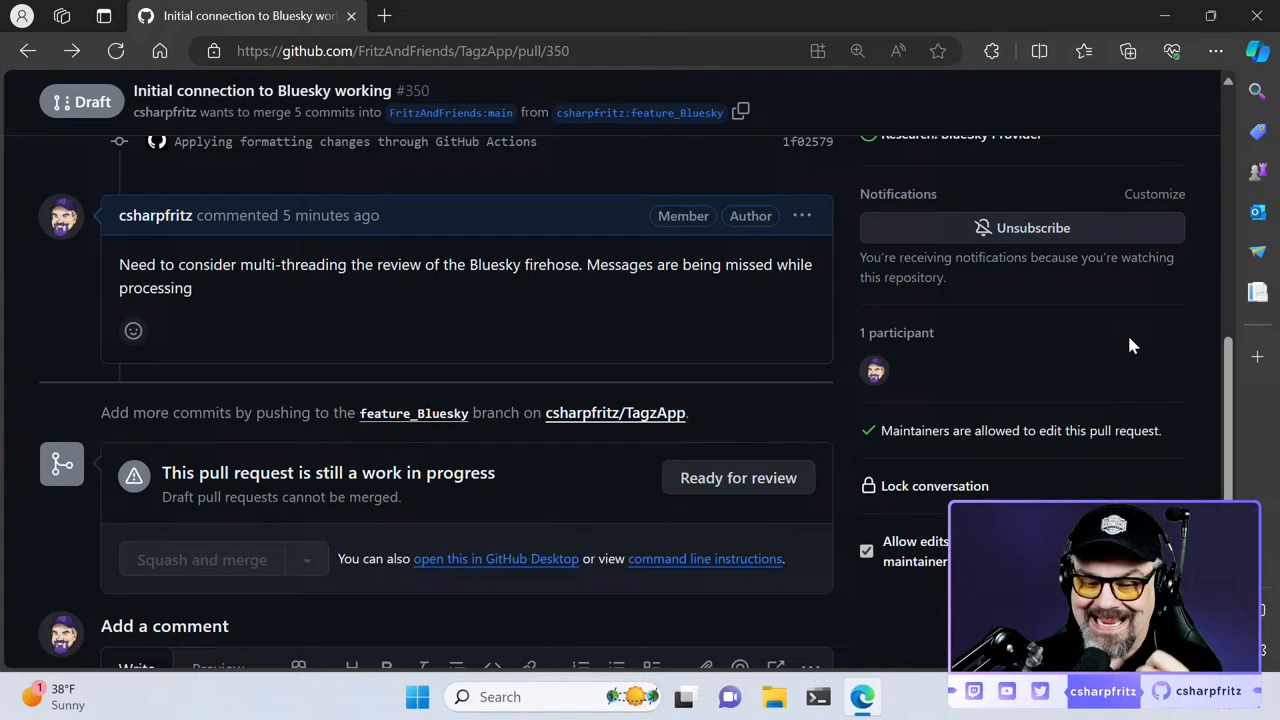 Initial connection to Bluesky wor
https://github.com/FritzAndFriends/TagzApp/pull/350
Draft
Initial connection to Bluesky working #350
csharpfritz wants to merge 5 commits into FritzAndFriends:main from csharpfritz:feature_Bluesky
Applying formatting changes through GitHub Actions 1f02579
Research: BlueSky Provider
csharpfritz commented 5 minutes ago Member Author
Need to consider multi-threading the review of the Bluesky firehose. Messages are being missed while
processing
Notifications Customize
Unsubscribe
You're receiving notifications because you're watching
this repository.
1 participant
Add more commits by pushing to the feature_Bluesky branch on csharpfritz/TagzApp.
Maintainers are allowed to edit this pull request.
This pull request is still a work in progress
Draft pull requests cannot be merged.
Ready for review
Lock conversation
Squash and merge
You can also open this in GitHub Desktop or view command line instructions.
Allow edits
maintainer
Add a comment
Write Preview
csharpfritz csharpfritz
1
38°F
Sunny
Search